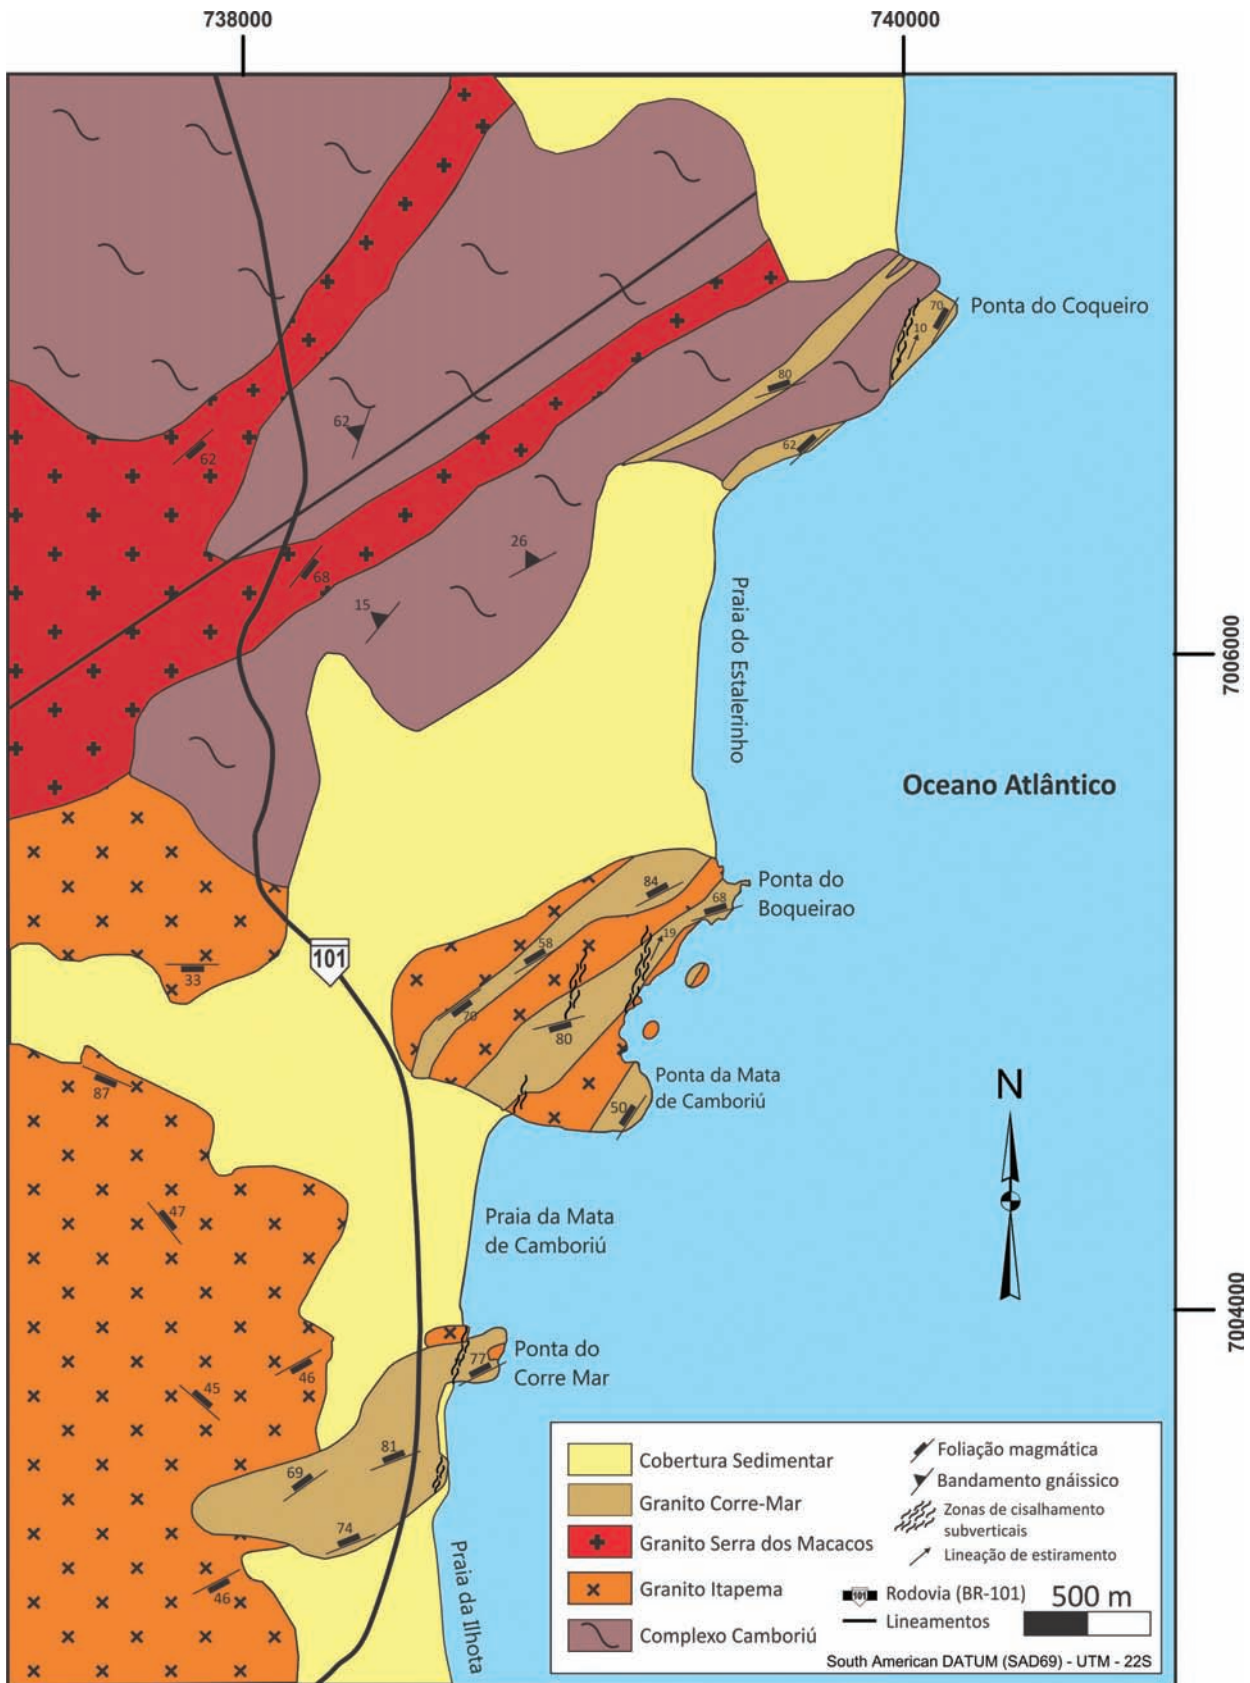 738000
740000
Ponta do Coqueiro
70
10
80
62
62
62
68
26
15
Praia do Estalerinho
7006000
Oceano Atlântico
Ponta do
Boqueirao
84
68
58
19
78
80
101
33
Ponta da Mata
de Camboriú
50
87
N
47
Praia da Mata
de Camboriú
7004000
Ponta do
Corre Mar
77
46
45
81
69
74
46
Praia da Ilhota
Cobertura Sedimentar
Granito Corre-Mar
Granito Serra dos Macacos
Granito Itapema
Complexo Camboriú
Foliação magmática
Bandamento gnáissico
Zonas de cisalhamento
subverticais
Lineação de estiramento
101
Rodovia (BR-101)
Lineamentos
500 m
South American DATUM (SAD69) - UTM - 22S